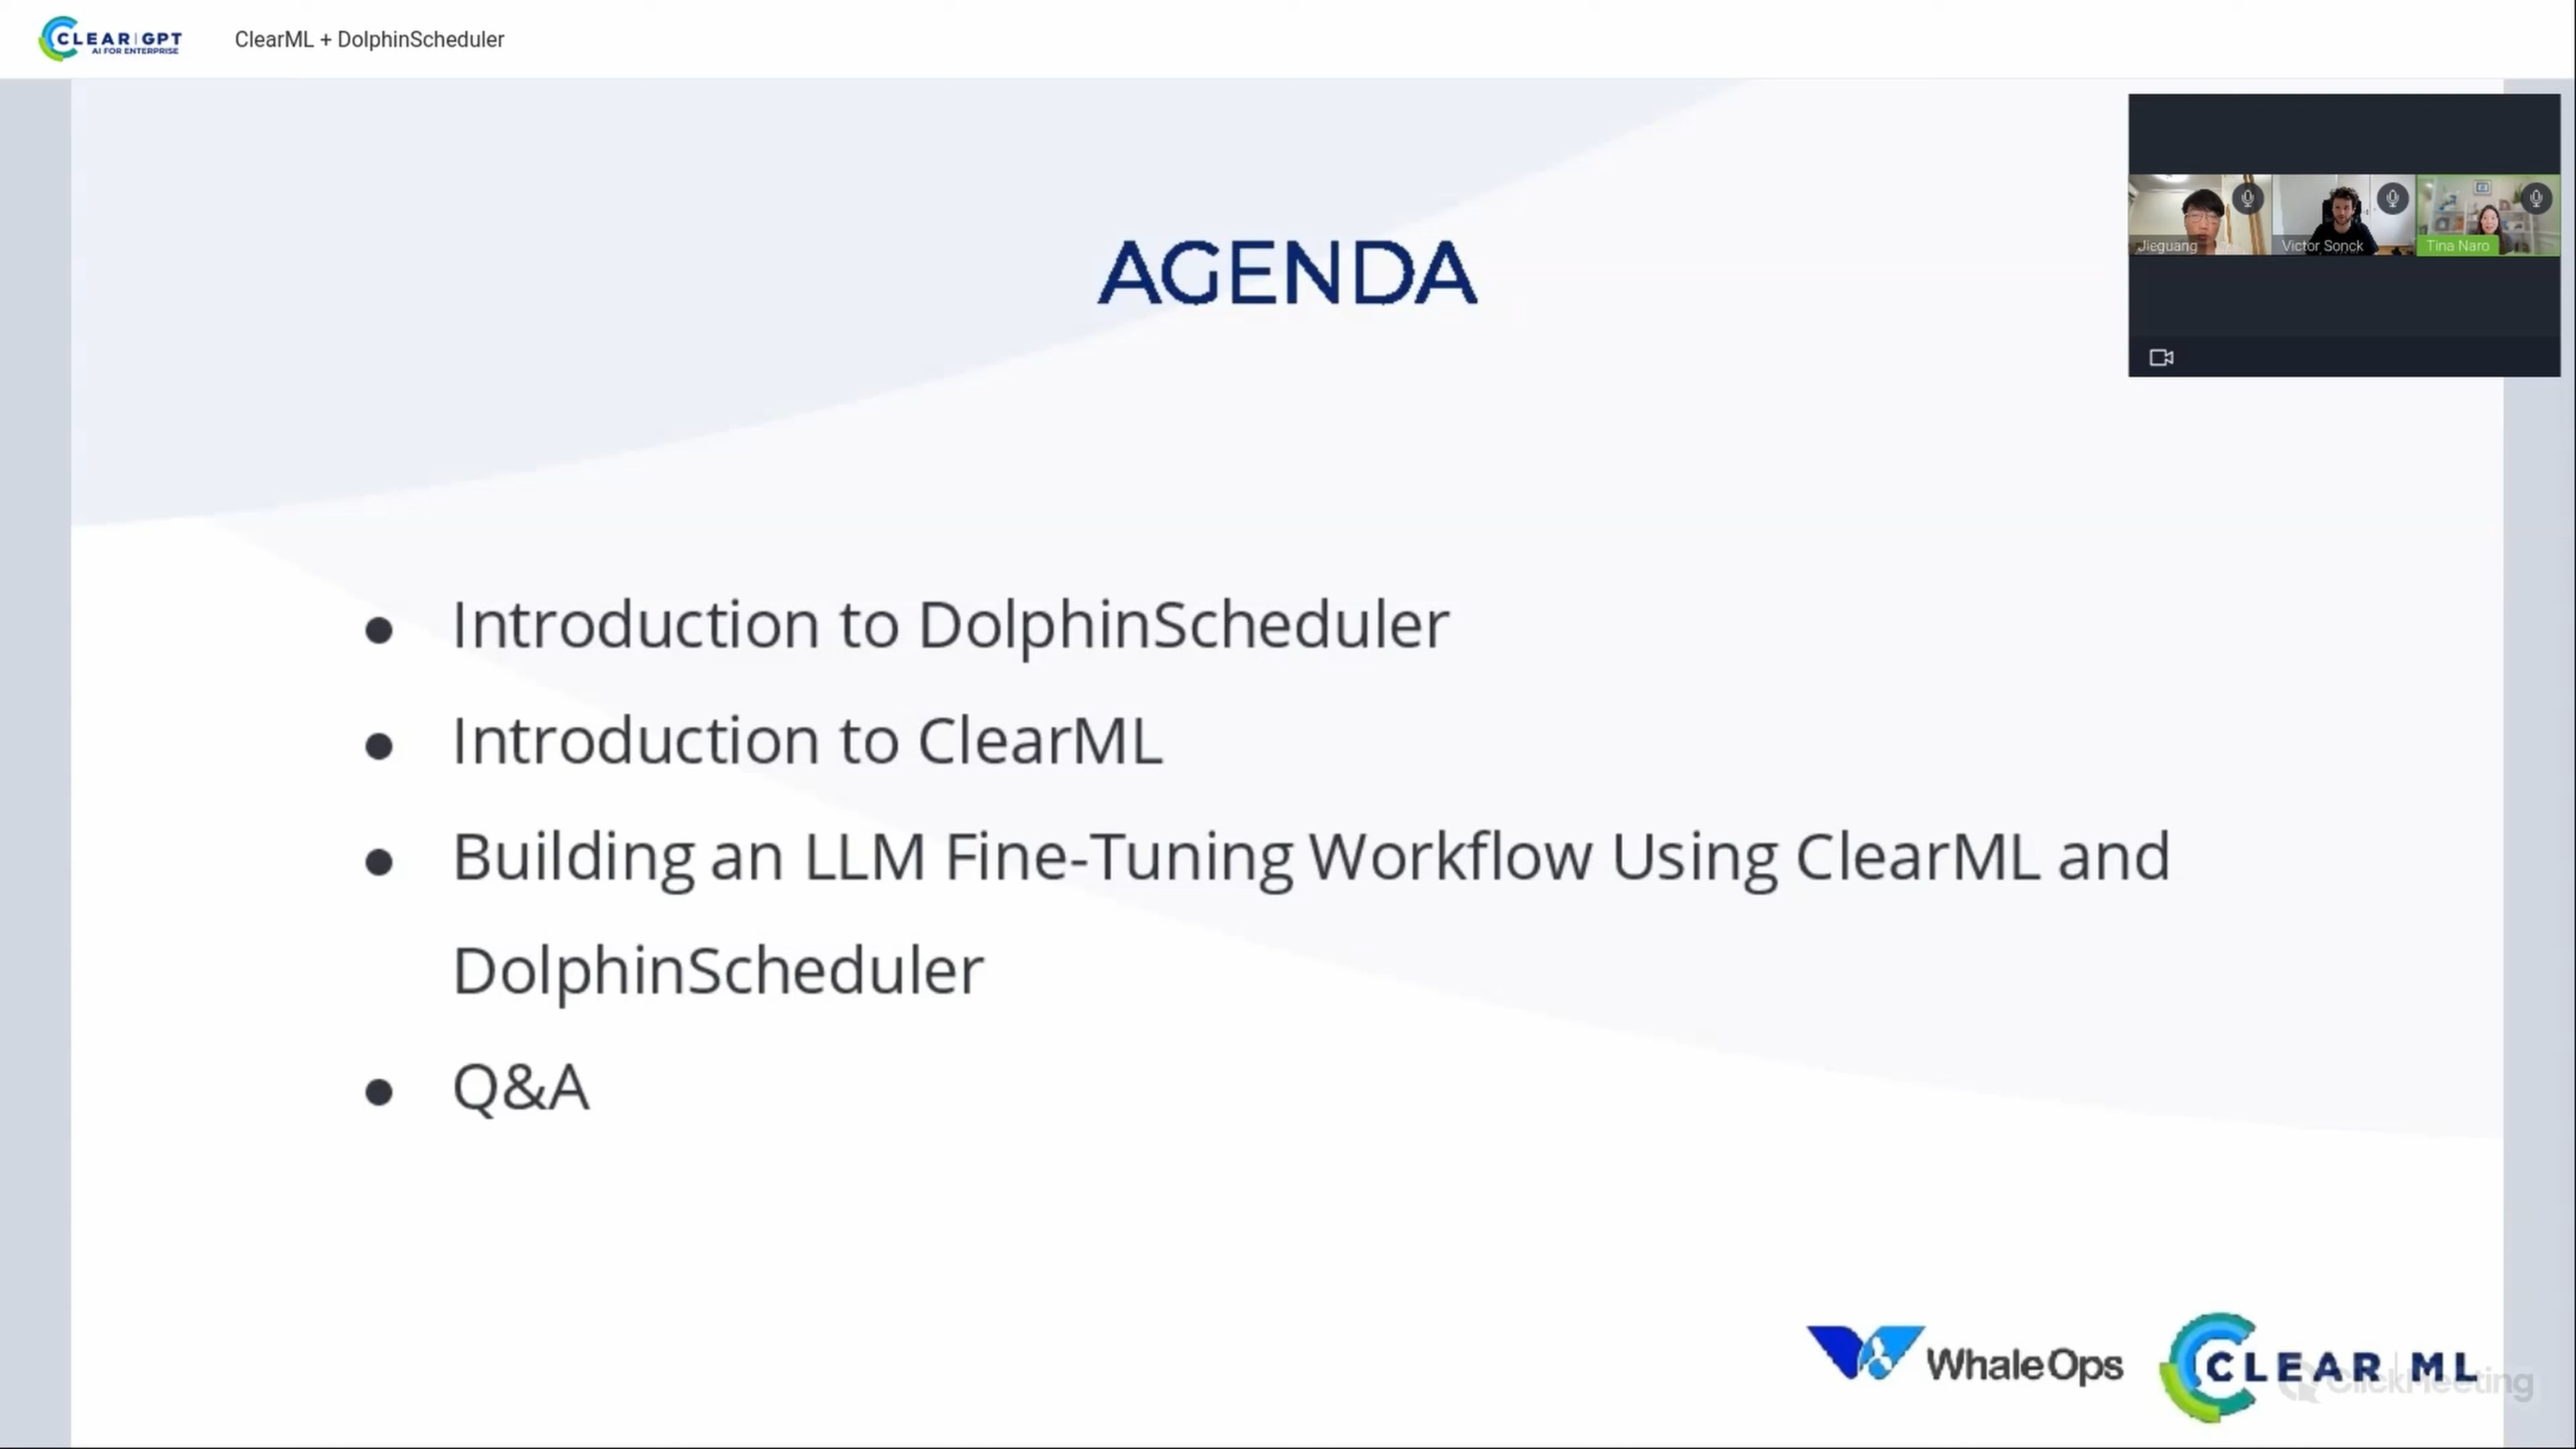 CLEAR GPT
AI FOR ENTERPRISE
ClearML + DolphinScheduler
Jieguang
Victor Sonck
Tina Naro
AGENDA
● Introduction to DolphinScheduler
● Introduction to ClearML
● Building an LLM Fine-Tuning Workflow Using ClearML and
DolphinScheduler
● Q&A
WhaleOps
CLEAR ML
ClickMeeting